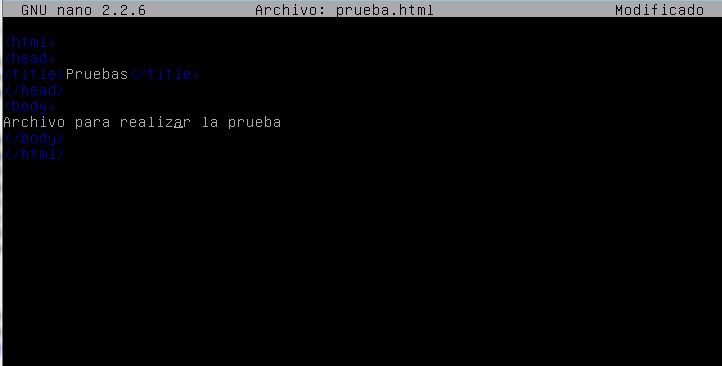 GNU nano 2.2.6 Archivo: prueba.html Modificado
<html>
<head>
<title>Pruebas</title>
</head>
<body>
Archivo para realizar la prueba
</body>
</html>